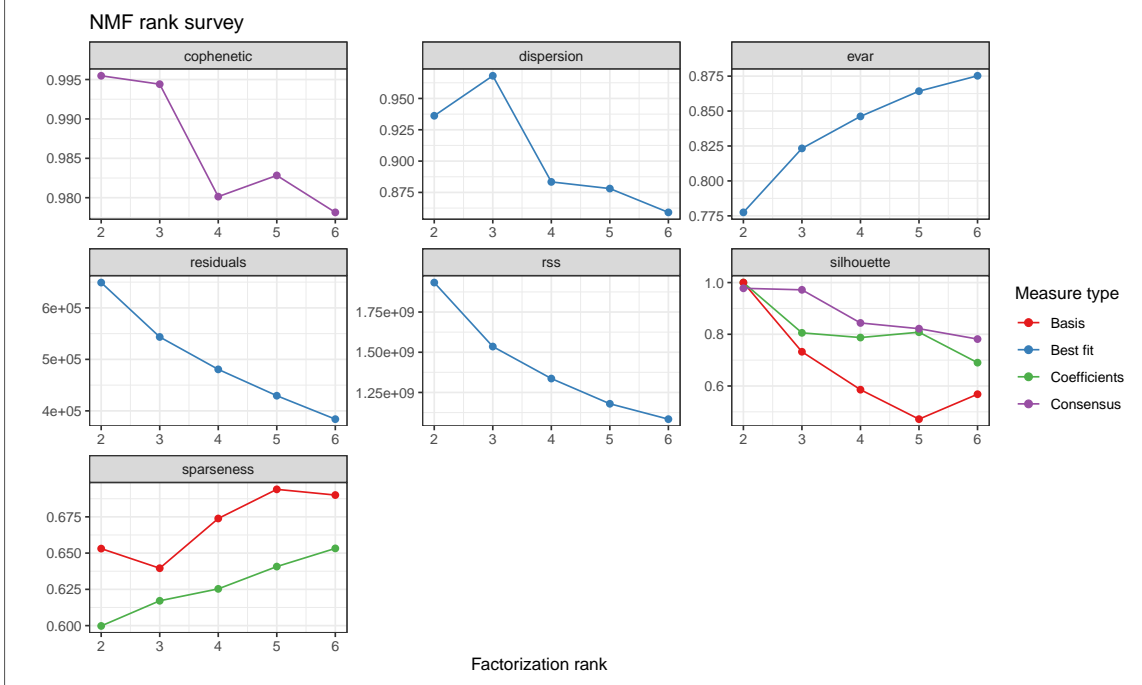 NMF rank survey
cophenetic
dispersion
evar
0.995
0.990
0.985
0.980
2 3 4 5 6
0.950
0.925
0.900
0.875
2 3 4 5 6
0.875
0.850
0.825
0.800
0.775
2 3 4 5 6
residuals
rss
silhouette
6e+05
5e+05
4e+05
2 3 4 5 6
1.75e+09
1.50e+09
1.25e+09
2 3 4 5 6
1.0
0.8
0.6
2 3 4 5 6
Measure type
Basis
Best fit
Coefficients
Consensus
sparseness
0.675
0.650
0.625
0.600
2 3 4 5 6
Factorization rank